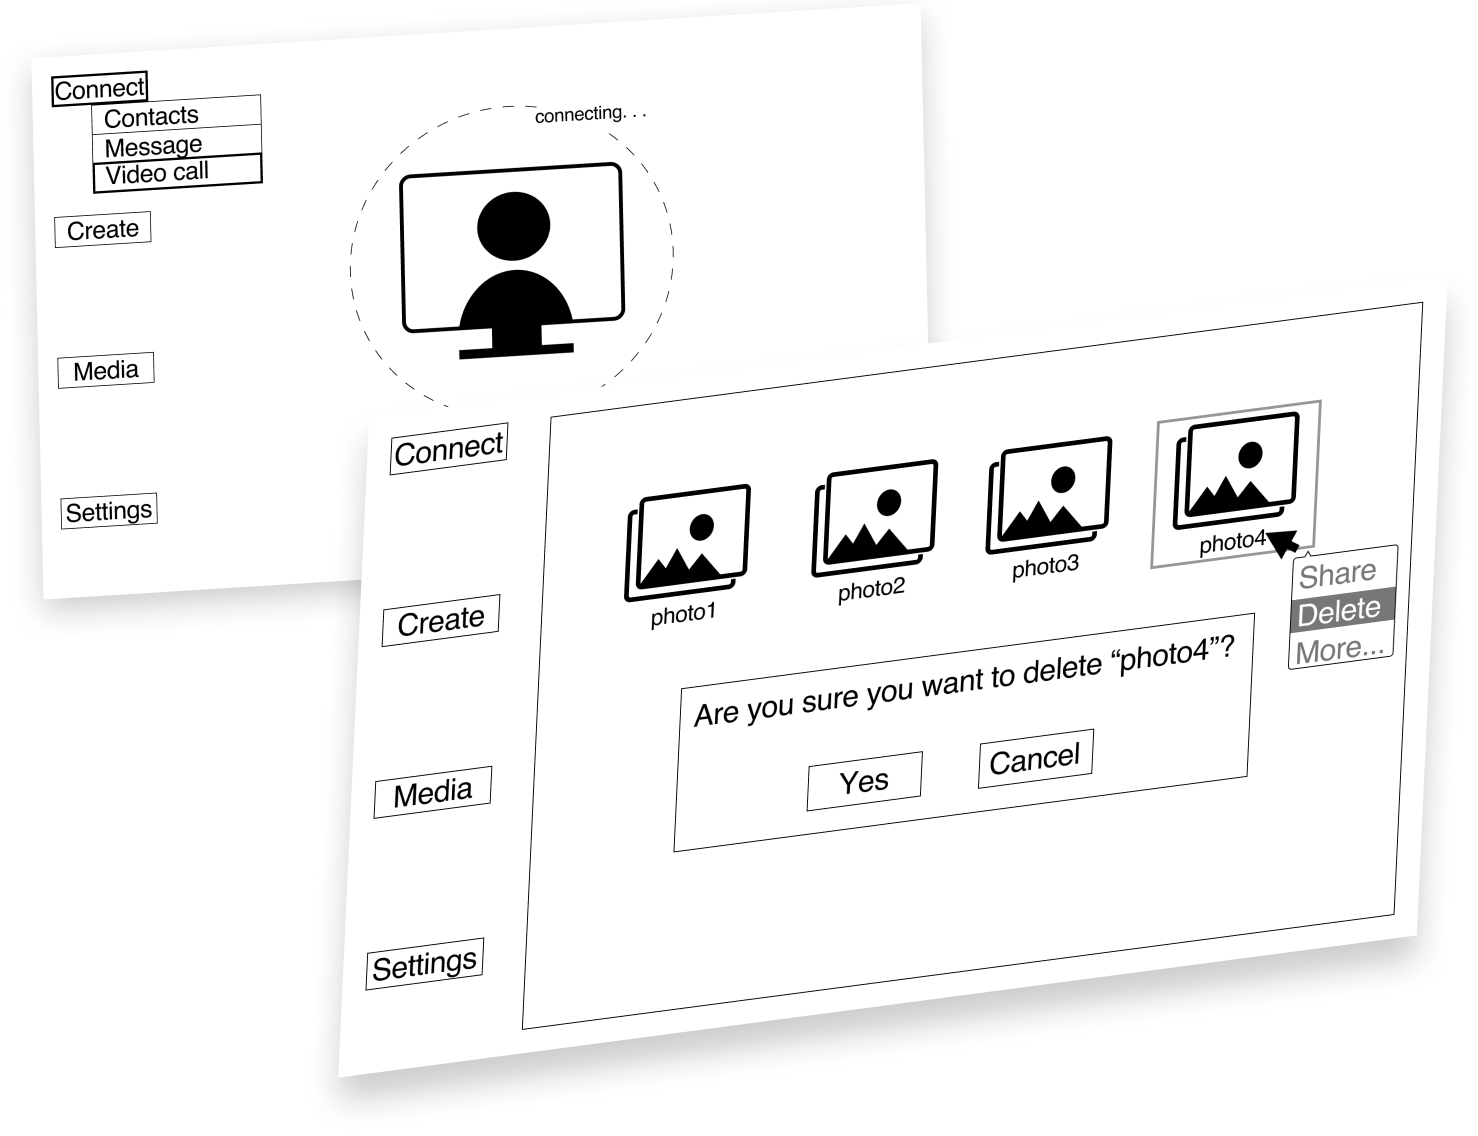 Connect
Contacts
Message
Video call
Create
Media
Settings
connecting. . .
Connect
Create
Media
Settings
photo1
photo2
photo3
photo4
Share
Delete
More...
Are you sure you want to delete “photo4”?
Yes
Cancel